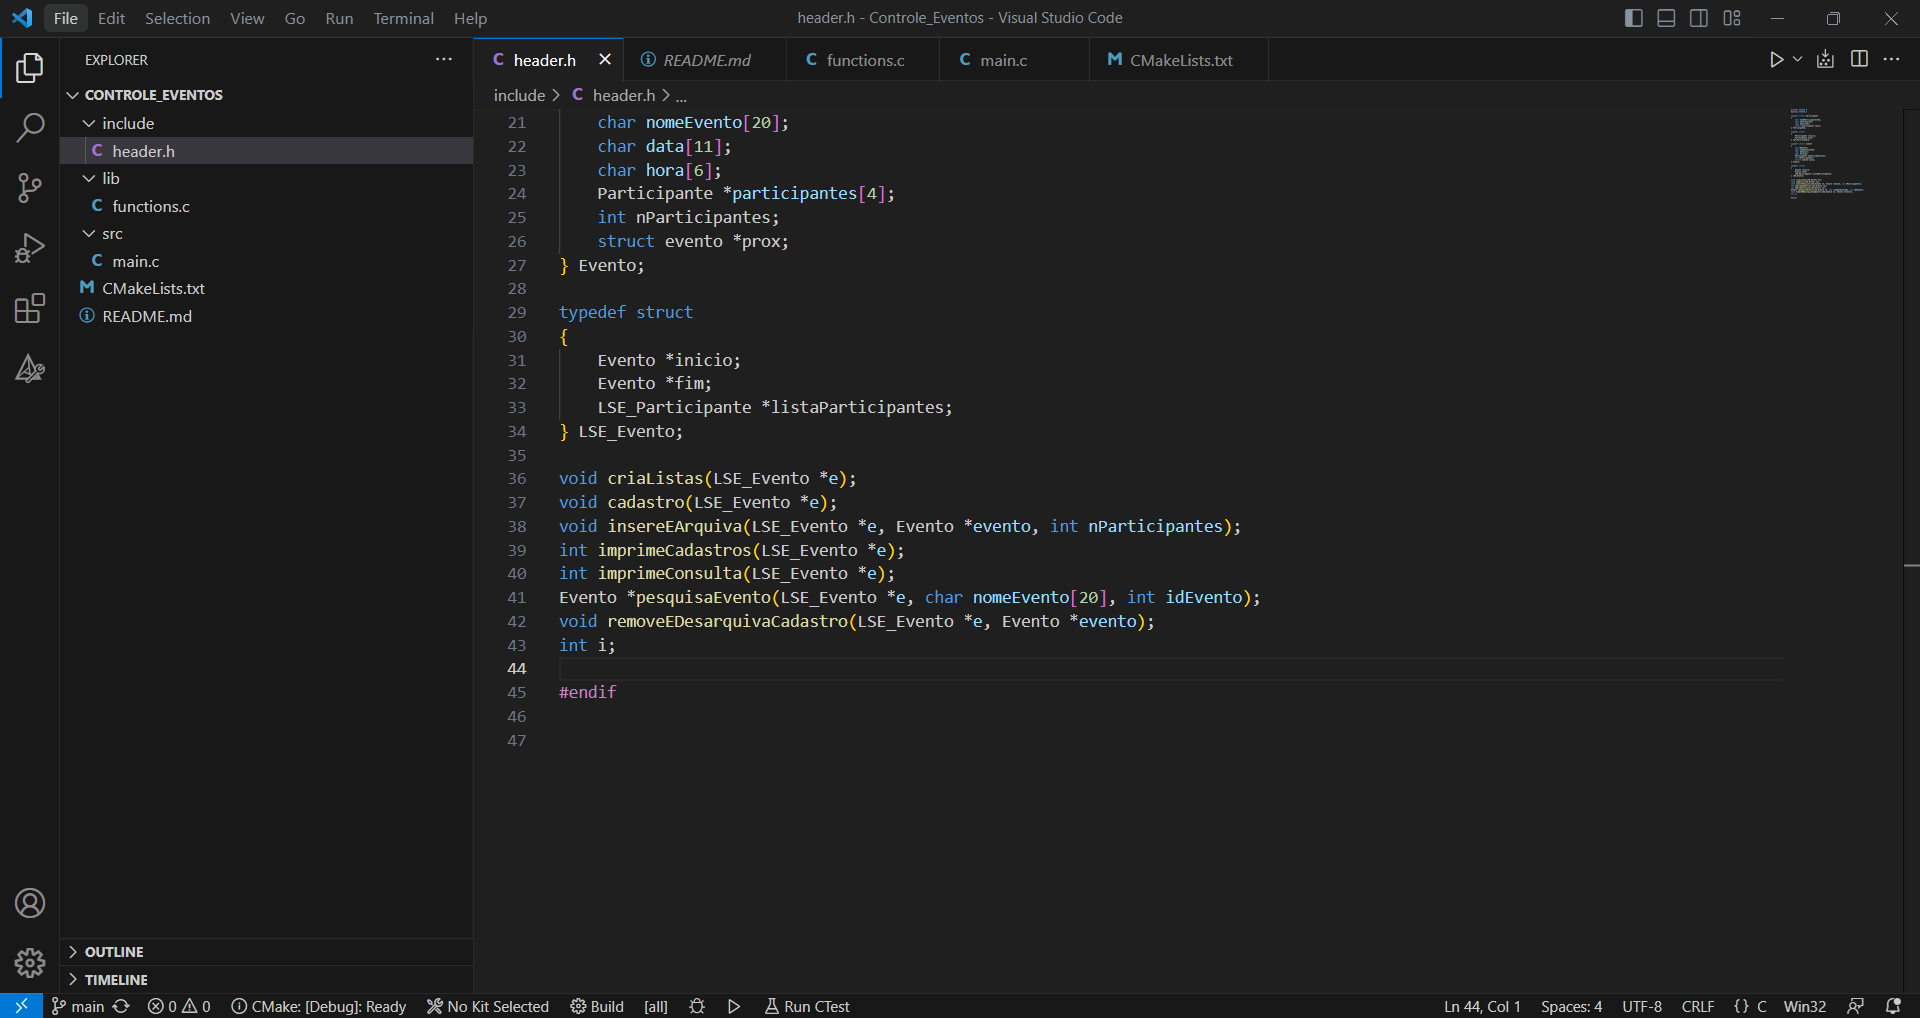 File Edit Selection View Go Run Terminal Help
header.h - Controle_Eventos - Visual Studio Code
EXPLORER
CONTROLE_EVENTOS
include
header.h
lib
functions.c
src
main.c
CMakeLists.txt
README.md
OUTLINE
TIMELINE
header.h README.md functions.c main.c CMakeLists.txt
include > header.h > ...
21 char nomeEvento[20];
22 char data[11];
23 char hora[6];
24 Participante *participantes[4];
25 int nParticipantes;
26 struct evento *prox;
27 } Evento;
28
29 typedef struct
30 {
31 Evento *inicio;
32 Evento *fim;
33 LSE_Participante *listaParticipantes;
34 } LSE_Evento;
35
36 void criaListas(LSE_Evento *e);
37 void cadastro(LSE_Evento *e);
38 void insereEArquiva(LSE_Evento *e, Evento *evento, int nParticipantes);
39 int imprimeCadastros(LSE_Evento *e);
40 int imprimeConsulta(LSE_Evento *e);
41 Evento *pesquisaEvento(LSE_Evento *e, char nomeEvento[20], int idEvento);
42 void removeEDesarquivaCadastro(LSE_Evento *e, Evento *evento);
43 int i;
44
45 #endif
46
47
main 0 0 CMake: [Debug]: Ready No Kit Selected Build [all] Run CTest Ln 44, Col 1 Spaces: 4 UTF-8 CRLF {} C Win32